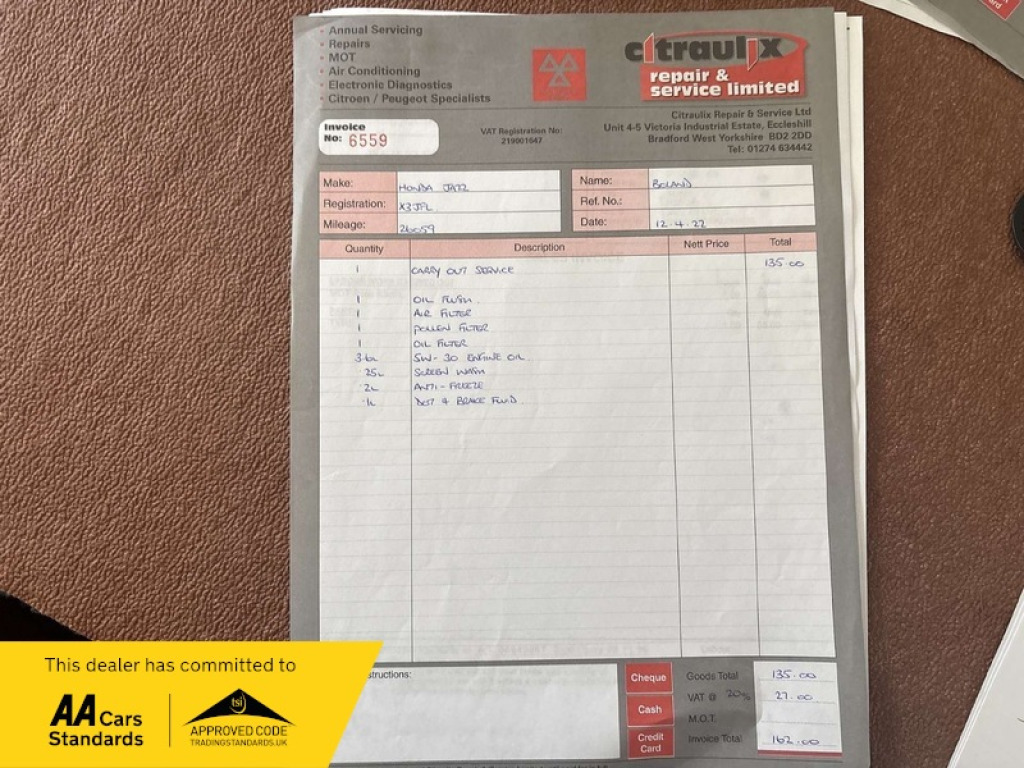 • Annual Servicing
• Repairs
• MOT
• Air Conditioning
• Electronic Diagnostics
• Citroen / Peugeot Specialists
citraulix
repair &
service limited
Citraulix Repair & Service Ltd
Unit 4-5 Victoria Industrial Estate, Eccleshill
Bradford West Yorkshire BD2 2DD
Tel: 01274 634442
Invoice
No: 6559
VAT Registration No:
219801647
Make: HONDA JAZZ
Registration: X3JFL
Mileage: 26059
Name: BOLAND
Ref. No.:
Date: 12.4.22
Quantity Description Nett Price Total
1 CARRY OUT SERVICE 135.00
1 OIL FLUSH.
1 AIR FILTER
1 POLLEN FILTER
1 OIL FILTER
3.6L 5W-30 ENGINE OIL
.25L SCREEN WASH
.2L ANTI-FREEZE
DOT 4 BRAKE FLUID
structions:
Cheque
Cash
Credit
Card
Goods Total 135.00
VAT @ 20% 27.00
M.O.T.
Invoice Total 162.00
This dealer has committed to
AA Cars
Standards
tsi
APPROVED CODE
TRADINGSTANDARDS.UK